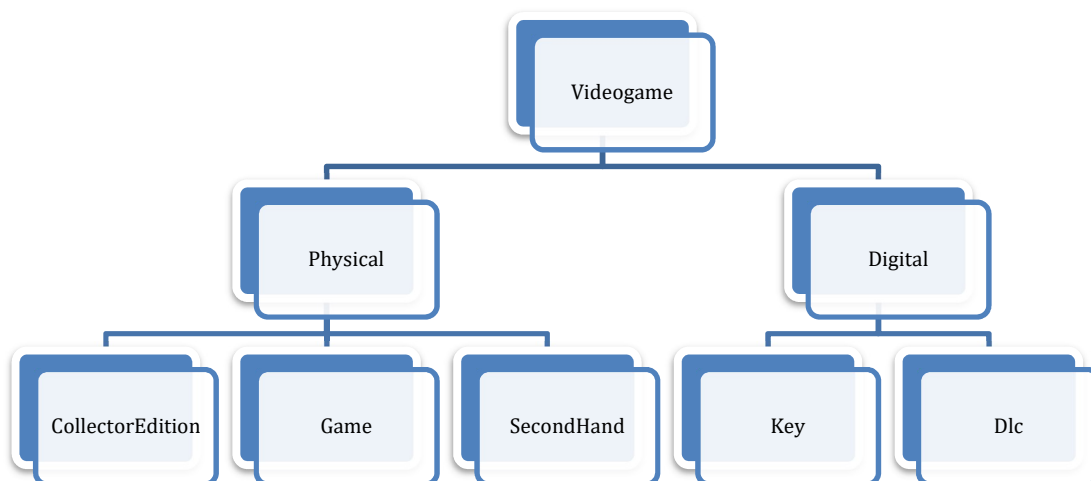 Videogame
Physical
Digital
CollectorEdition
Game
SecondHand
Key
Dlc